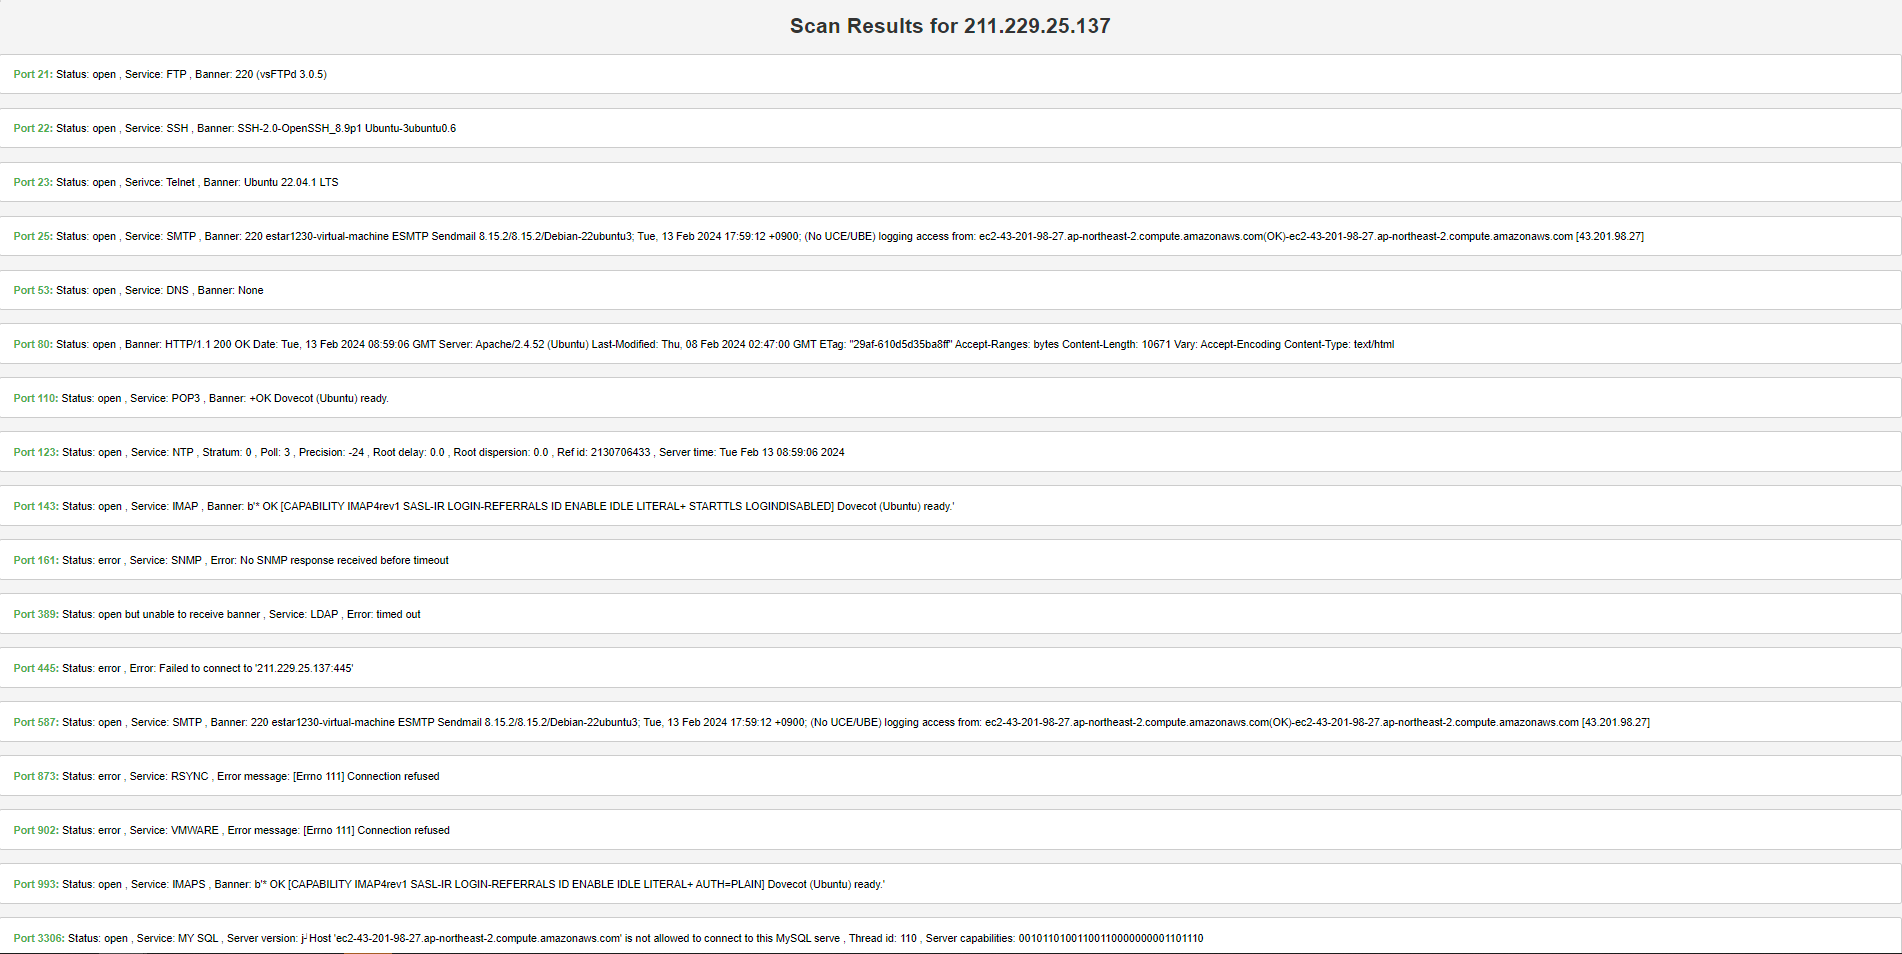 Scan Results for 211.229.25.137
Port 21: Status: open , Service: FTP , Banner: 220 (vsFTPd 3.0.5)
Port 22: Status: open , Service: SSH , Banner: SSH-2.0-OpenSSH_8.9p1 Ubuntu-3ubuntu0.6
Port 23: Status: open , Serivce: Telnet , Banner: Ubuntu 22.04.1 LTS
Port 25: Status: open , Service: SMTP , Banner: 220 estar1230-virtual-machine ESMTP Sendmail 8.15.2/8.15.2/Debian-22ubuntu3; Tue, 13 Feb 2024 17:59:12 +0900; (No UCE/UBE) logging access from: ec2-43-201-98-27.ap-northeast-2.compute.amazonaws.com(OK)-ec2-43-201-98-27.ap-northeast-2.compute.amazonaws.com [43.201.98.27]
Port 53: Status: open , Service: DNS , Banner: None
Port 80: Status: open , Banner: HTTP/1.1 200 OK Date: Tue, 13 Feb 2024 08:59:06 GMT Server: Apache/2.4.52 (Ubuntu) Last-Modified: Thu, 08 Feb 2024 02:47:00 GMT ETag: "29af-610d5d35ba8ff" Accept-Ranges: bytes Content-Length: 10671 Vary: Accept-Encoding Content-Type: text/html
Port 110: Status: open , Service: POP3 , Banner: +OK Dovecot (Ubuntu) ready.
Port 123: Status: open , Service: NTP , Stratum: 0 , Poll: 3 , Precision: -24 , Root delay: 0.0 , Root dispersion: 0.0 , Ref id: 2130706433 , Server time: Tue Feb 13 08:59:06 2024
Port 143: Status: open , Service: IMAP , Banner: b'* OK [CAPABILITY IMAP4rev1 SASL-IR LOGIN-REFERRALS ID ENABLE IDLE LITERAL+ STARTTLS LOGINDISABLED] Dovecot (Ubuntu) ready.'
Port 161: Status: error , Service: SNMP , Error: No SNMP response received before timeout
Port 389: Status: open but unable to receive banner , Service: LDAP , Error: timed out
Port 445: Status: error , Error: Failed to connect to '211.229.25.137:445'
Port 587: Status: open , Service: SMTP , Banner: 220 estar1230-virtual-machine ESMTP Sendmail 8.15.2/8.15.2/Debian-22ubuntu3; Tue, 13 Feb 2024 17:59:12 +0900; (No UCE/UBE) logging access from: ec2-43-201-98-27.ap-northeast-2.compute.amazonaws.com(OK)-ec2-43-201-98-27.ap-northeast-2.compute.amazonaws.com [43.201.98.27]
Port 873: Status: error , Service: RSYNC , Error message: [Errno 111] Connection refused
Port 902: Status: error , Service: VMWARE , Error message: [Errno 111] Connection refused
Port 993: Status: open , Service: IMAPS , Banner: b'* OK [CAPABILITY IMAP4rev1 SASL-IR LOGIN-REFERRALS ID ENABLE IDLE LITERAL+ AUTH=PLAIN] Dovecot (Ubuntu) ready.'
Port 3306: Status: open , Service: MY SQL , Server version: Host 'ec2-43-201-98-27.ap-northeast-2.compute.amazonaws.com' is not allowed to connect to this MySQL serve , Thread id: 110 , Server capabilities: